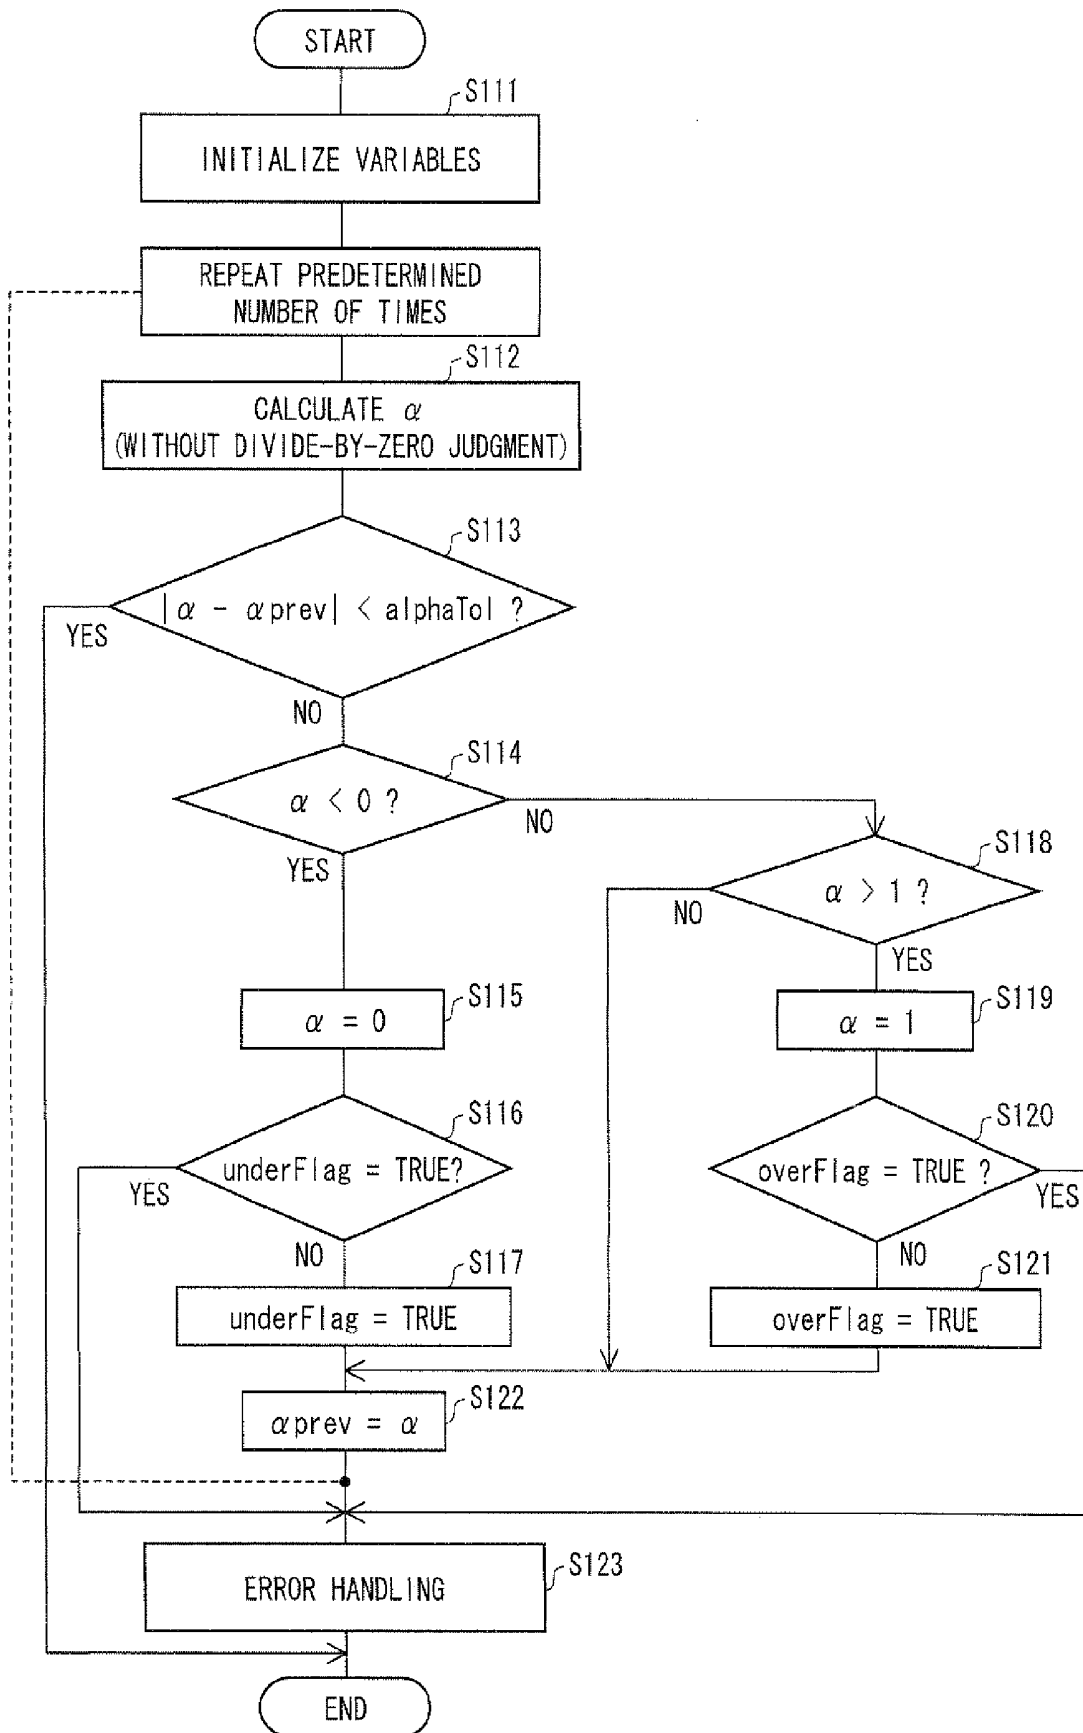 START
S111
INITIALIZE VARIABLES
REPEAT PREDETERMINED
NUMBER OF TIMES
S112
CALCULATE α
(WITHOUT DIVIDE-BY-ZERO JUDGMENT)
S113
|α - αprev| < alphaTol ?
YES
NO
S114
α < 0 ?
NO
YES
S118
α > 1 ?
NO
YES
S115
α = 0
S119
α = 1
S116
underFlag = TRUE?
YES
NO
S120
overFlag = TRUE ?
YES
NO
S117
underFlag = TRUE
S121
overFlag = TRUE
S122
αprev = α
S123
ERROR HANDLING
END